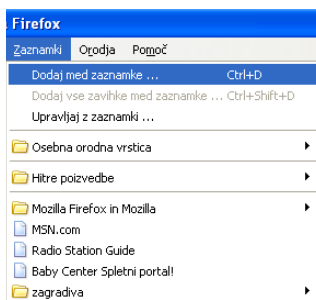 Firefox
Zaznamki Orodja Pomoč
Dodaj med zaznamke ... Ctrl+D
Dodaj vse zavihke med zaznamke ... Ctrl+Shift+D
Upravljaj z zaznamki ...
Osebna orodna vrstica
Hitre poizvedbe
Mozilla Firefox in Mozilla
MSN.com
Radio Station Guide
Baby Center Spletni portal!
zagradiva